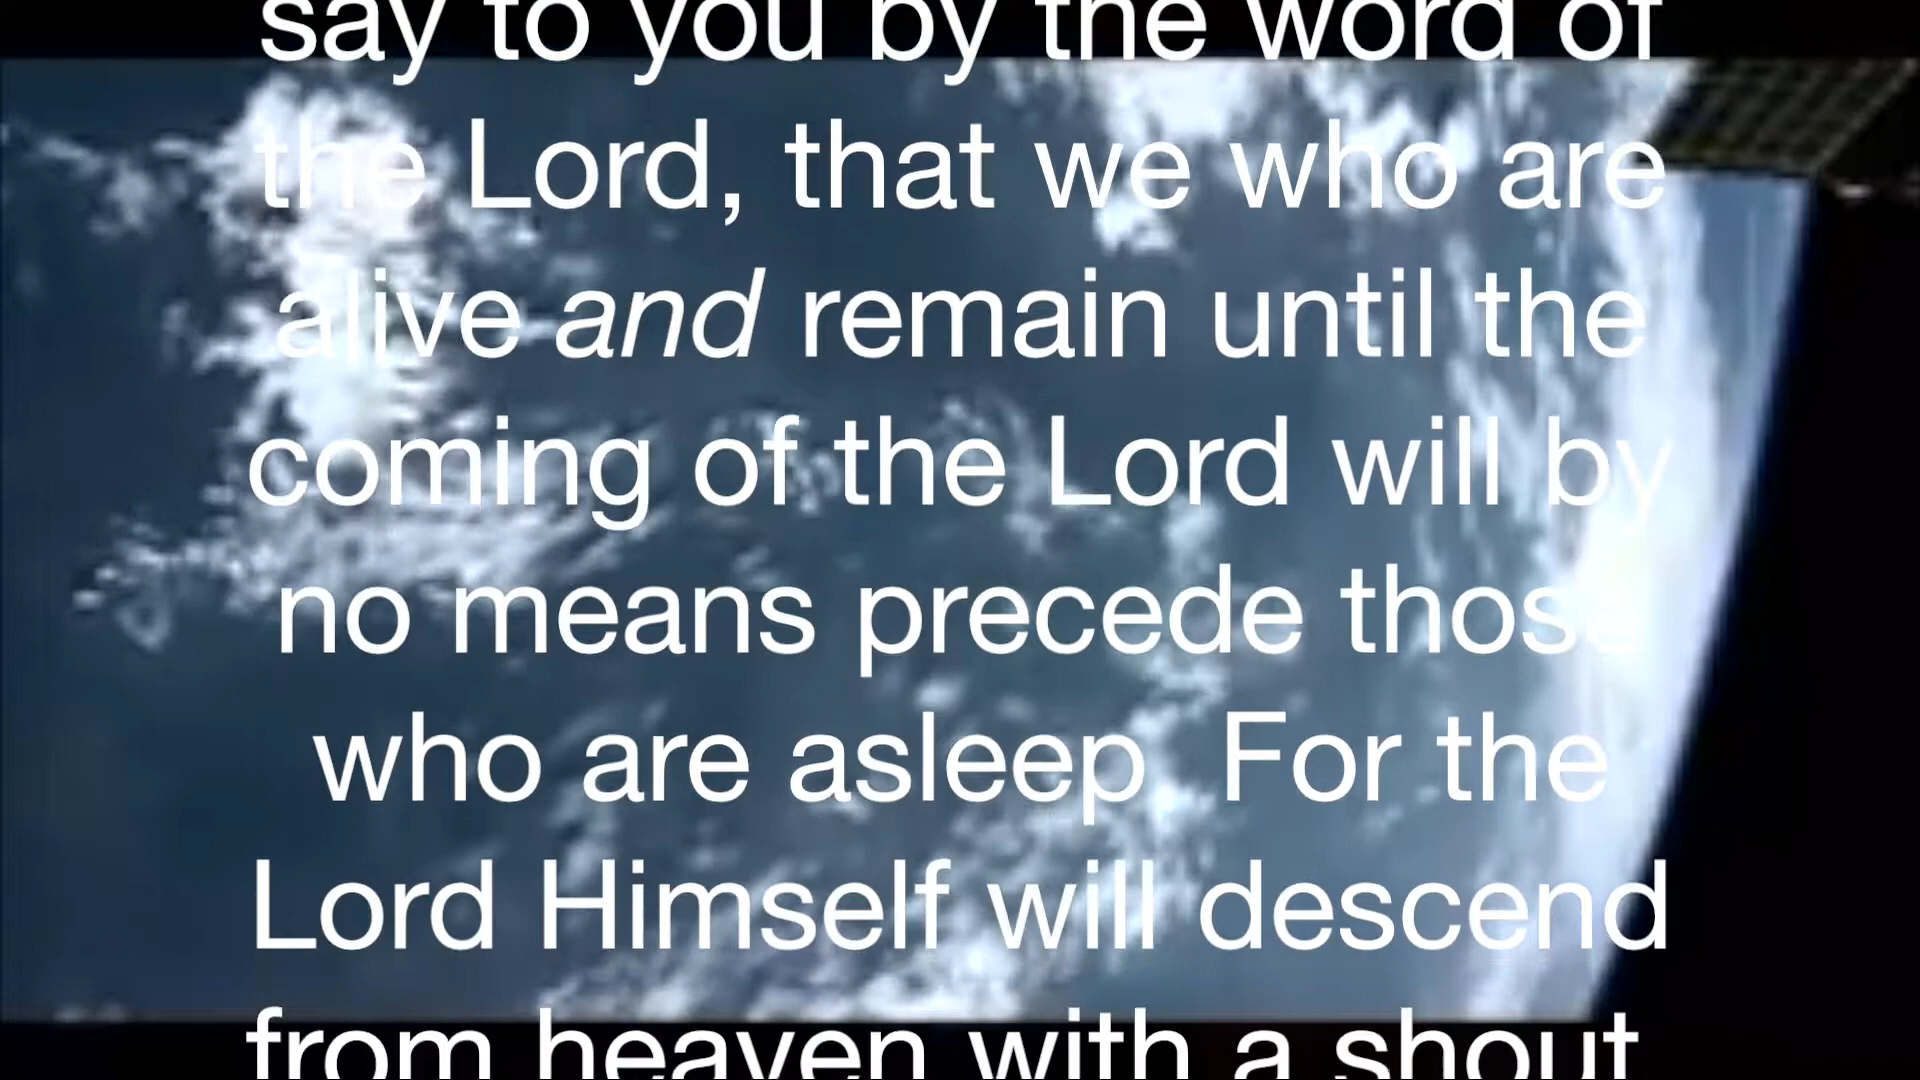 say to you by the word of
the Lord, that we who are
alive and remain until the
coming of the Lord will by
no means precede those
who are asleep  For the
Lord Himself will descend
from heaven with a shout